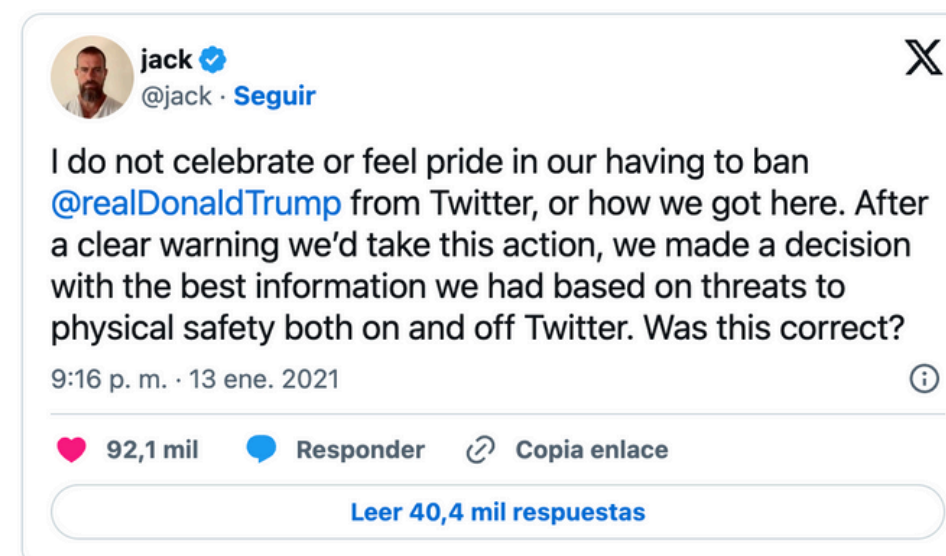 jack
@jack · Seguir
I do not celebrate or feel pride in our having to ban
@realDonaldTrump from Twitter, or how we got here. After
a clear warning we’d take this action, we made a decision
with the best information we had based on threats to
physical safety both on and off Twitter. Was this correct?
9:16 p. m. · 13 ene. 2021
92,1 mil Responder Copia enlace
Leer 40,4 mil respuestas